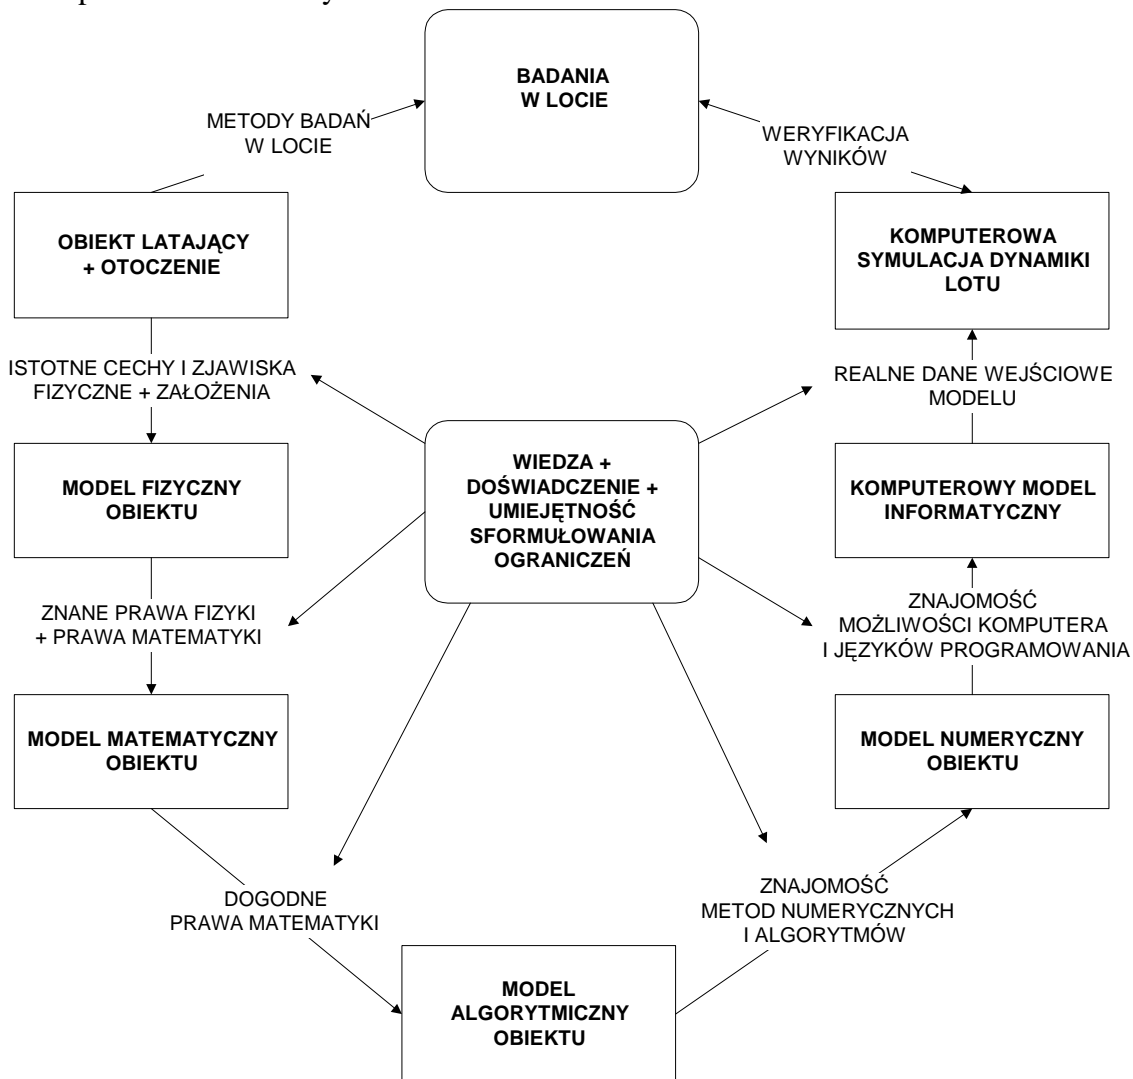 BADANIA
W LOCIE
METODY BADAŃ
W LOCIE
WERYFIKACJA
WYNIKÓW
OBIEKT LATAJĄCY
+ OTOCZENIE
KOMPUTEROWA
SYMULACJA DYNAMIKI
LOTU
ISTOTNE CECHY I ZJAWISKA
FIZYCZNE + ZAŁOŻENIA
REALNE DANE WEJŚCIOWE
MODELU
MODEL FIZYCZNY
OBIEKTU
WIEDZA +
DOŚWIADCZENIE +
UMIEJĘTNOŚĆ
SFORMUŁOWANIA
OGRANICZEŃ
KOMPUTEROWY MODEL
INFORMATYCZNY
ZNANE PRAWA FIZYKI
+ PRAWA MATEMATYKI
ZNAJOMOŚĆ
MOŻLIWOŚCI KOMPUTERA
I JĘZYKÓW PROGRAMOWANIA
MODEL MATEMATYCZNY
OBIEKTU
MODEL NUMERYCZNY
OBIEKTU
DOGODNE
PRAWA MATEMATYKI
ZNAJOMOŚĆ
METOD NUMERYCZNYCH
I ALGORYTMÓW
MODEL
ALGORYTMICZNY
OBIEKTU